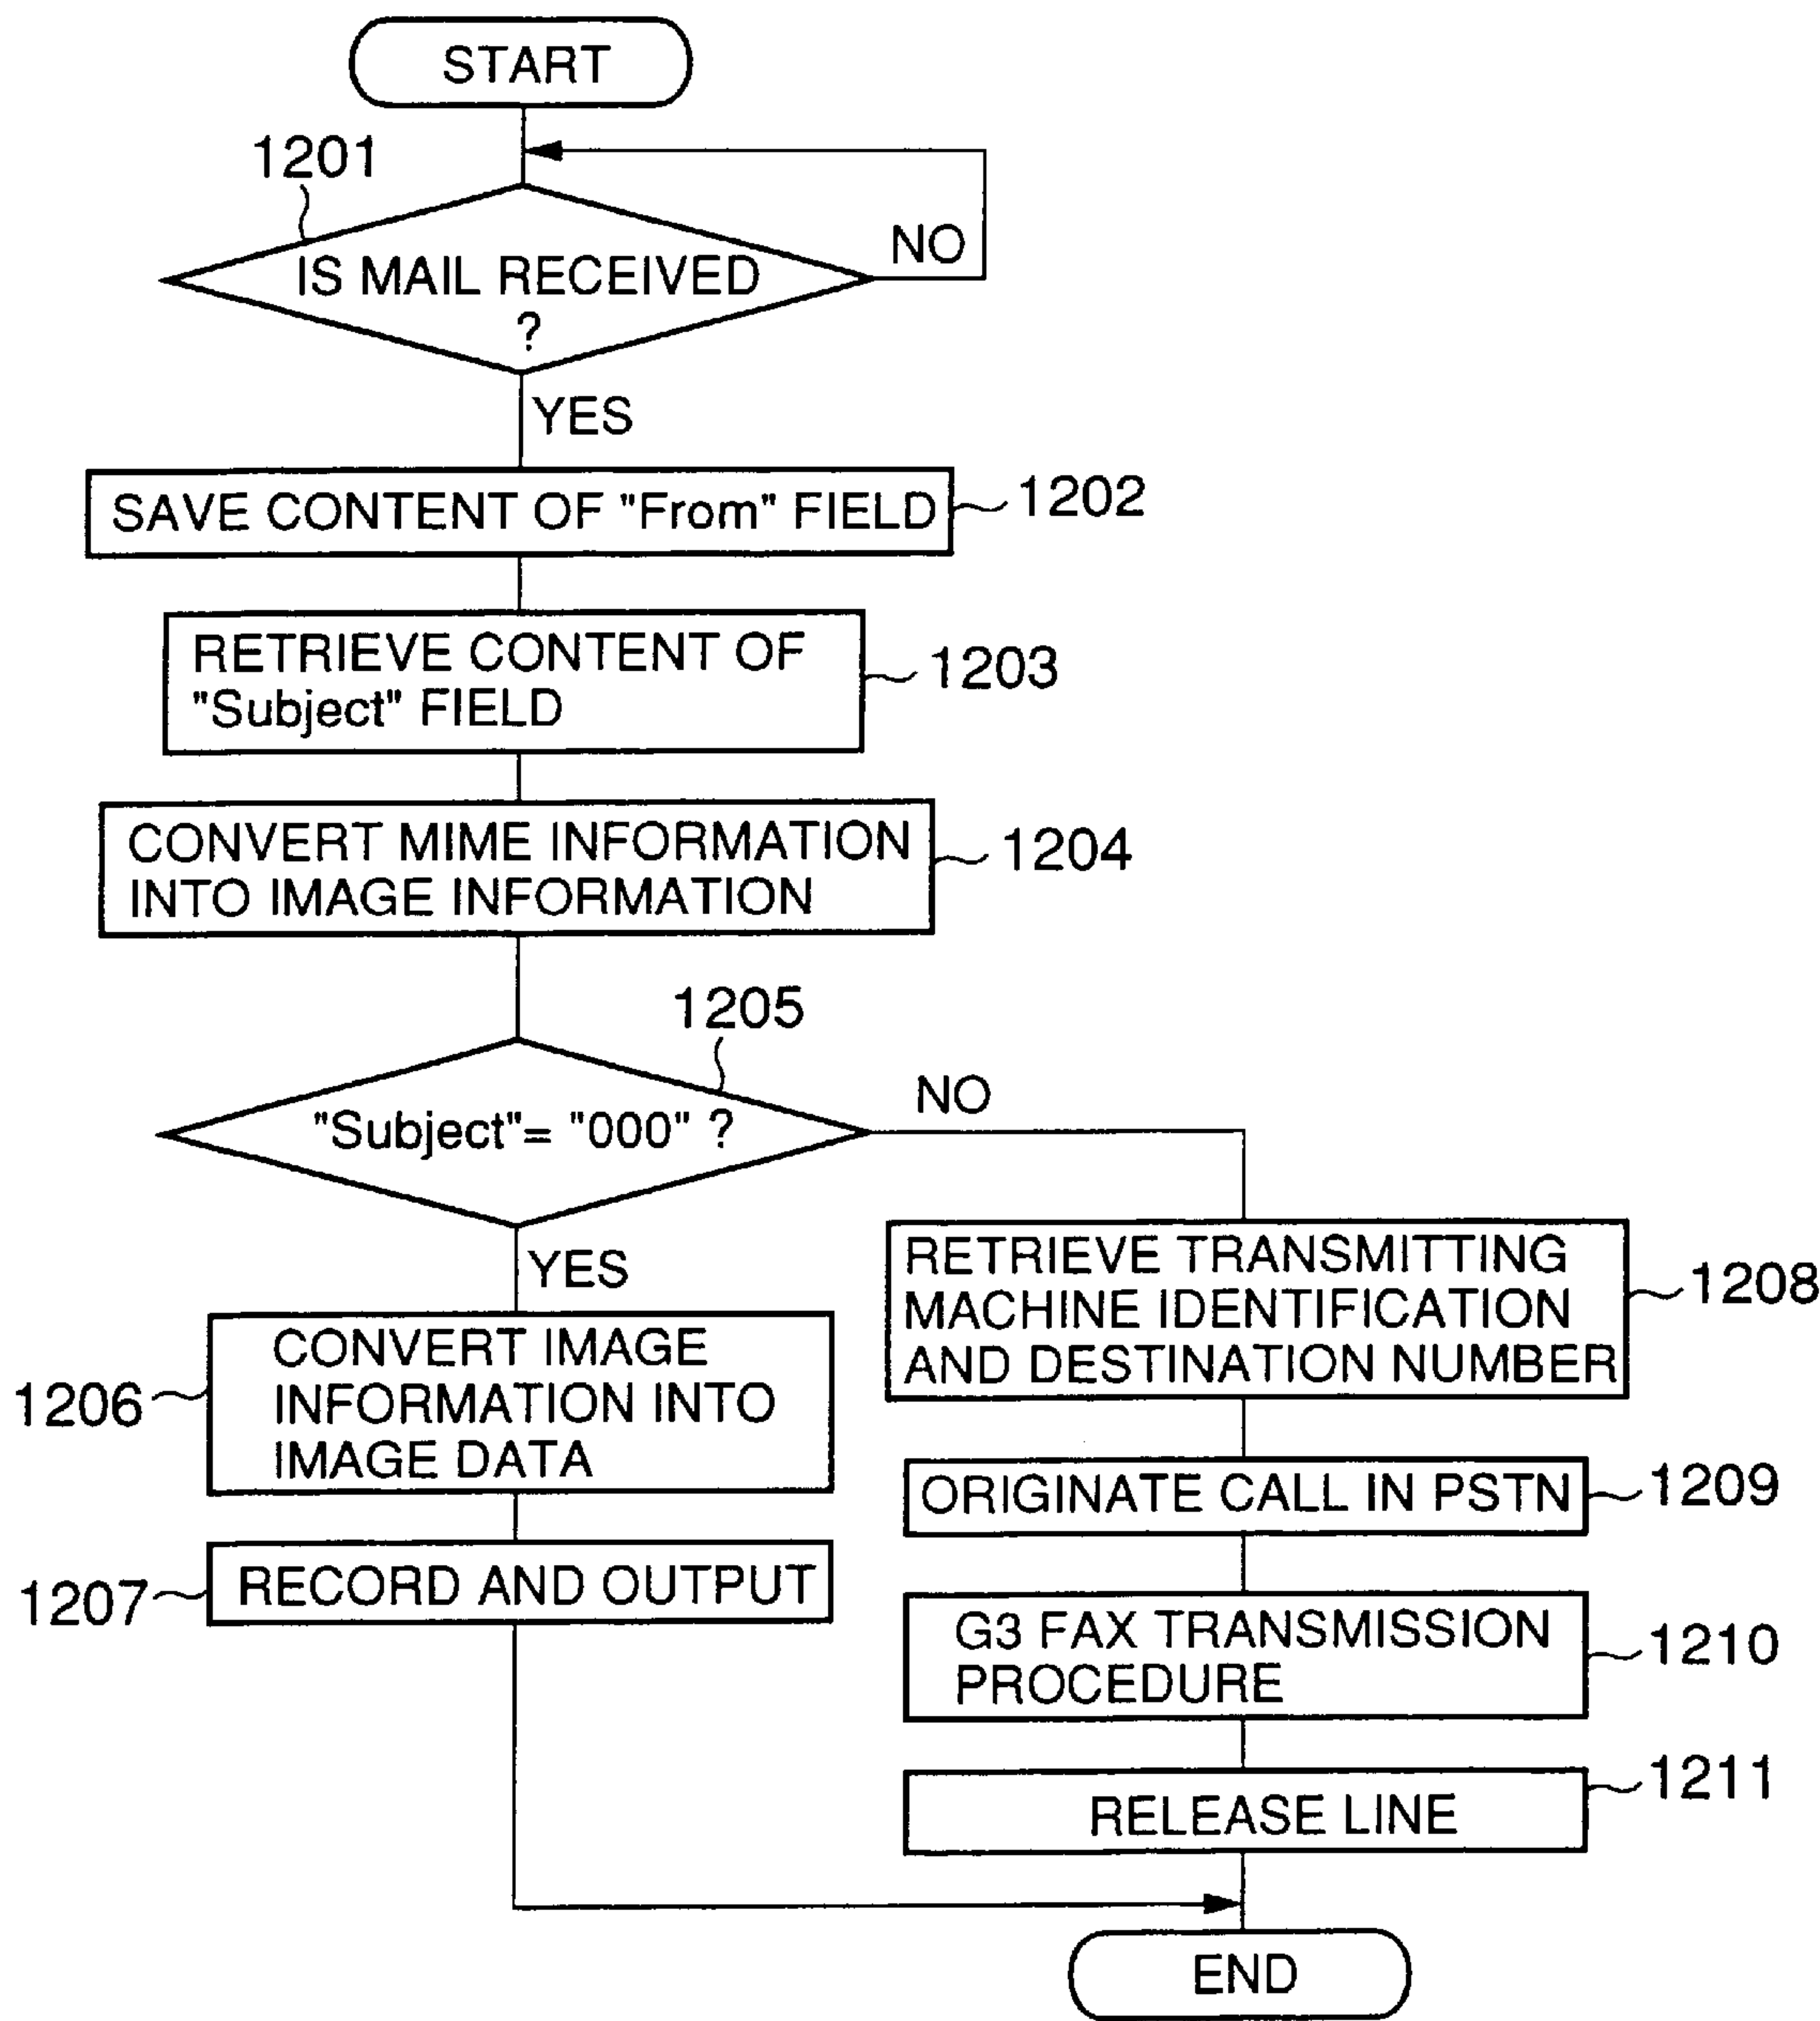 START
1201
IS MAIL RECEIVED
?
NO
YES
SAVE CONTENT OF "From" FIELD
1202
RETRIEVE CONTENT OF
"Subject" FIELD
1203
CONVERT MIME INFORMATION
INTO IMAGE INFORMATION
1204
1205
"Subject"= "000" ?
NO
YES
CONVERT IMAGE
INFORMATION INTO
IMAGE DATA
1206
RECORD AND OUTPUT
1207
RETRIEVE TRANSMITTING
MACHINE IDENTIFICATION
AND DESTINATION NUMBER
1208
ORIGINATE CALL IN PSTN
1209
G3 FAX TRANSMISSION
PROCEDURE
1210
RELEASE LINE
1211
END